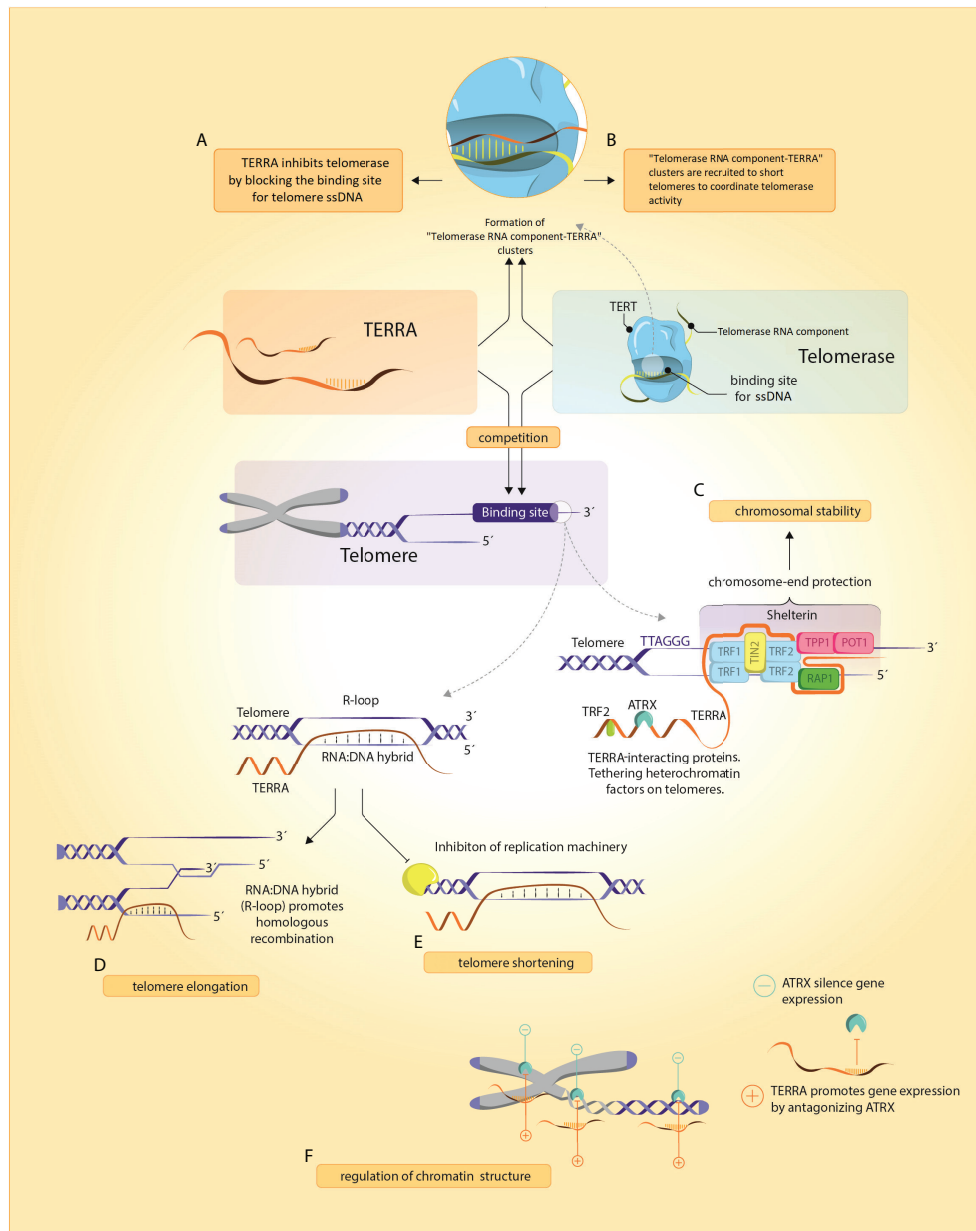 A
TERRA inhibits telomerase
by blocking the binding site
for telomere ssDNA
B
"Telomerase RNA component-TERRA"
clusters are recruited to short
telomeres to coordinate telomerase
activity
Formation of
"Telomerase RNA component-TERRA"
clusters
TERRA
TERT
Telomerase RNA component
Telomerase
binding site
for ssDNA
competition
Binding site
3´
5´
Telomere
C
chromosomal stability
chromosome-end protection
Shelterin
Telomere
TTAGGG
TRF1
TIN2
TRF2
TPP1
POT1
3´
TRF1
TRF2
RAP1
5´
TRF2
ATRX
TERRA
TERRA-interacting proteins.
Tethering heterochromatin
factors on telomeres.
R-loop
Telomere
3´
5´
RNA:DNA hybrid
TERRA
3´
3´
5´
5´
RNA:DNA hybrid
(R-loop) promotes
homologous
recombination
D
telomere elongation
Inhibiton of replication machinery
E
telomere shortening
ATRX silence gene
expression
TERRA promotes gene expression
by antagonizing ATRX
F
regulation of chromatin structure